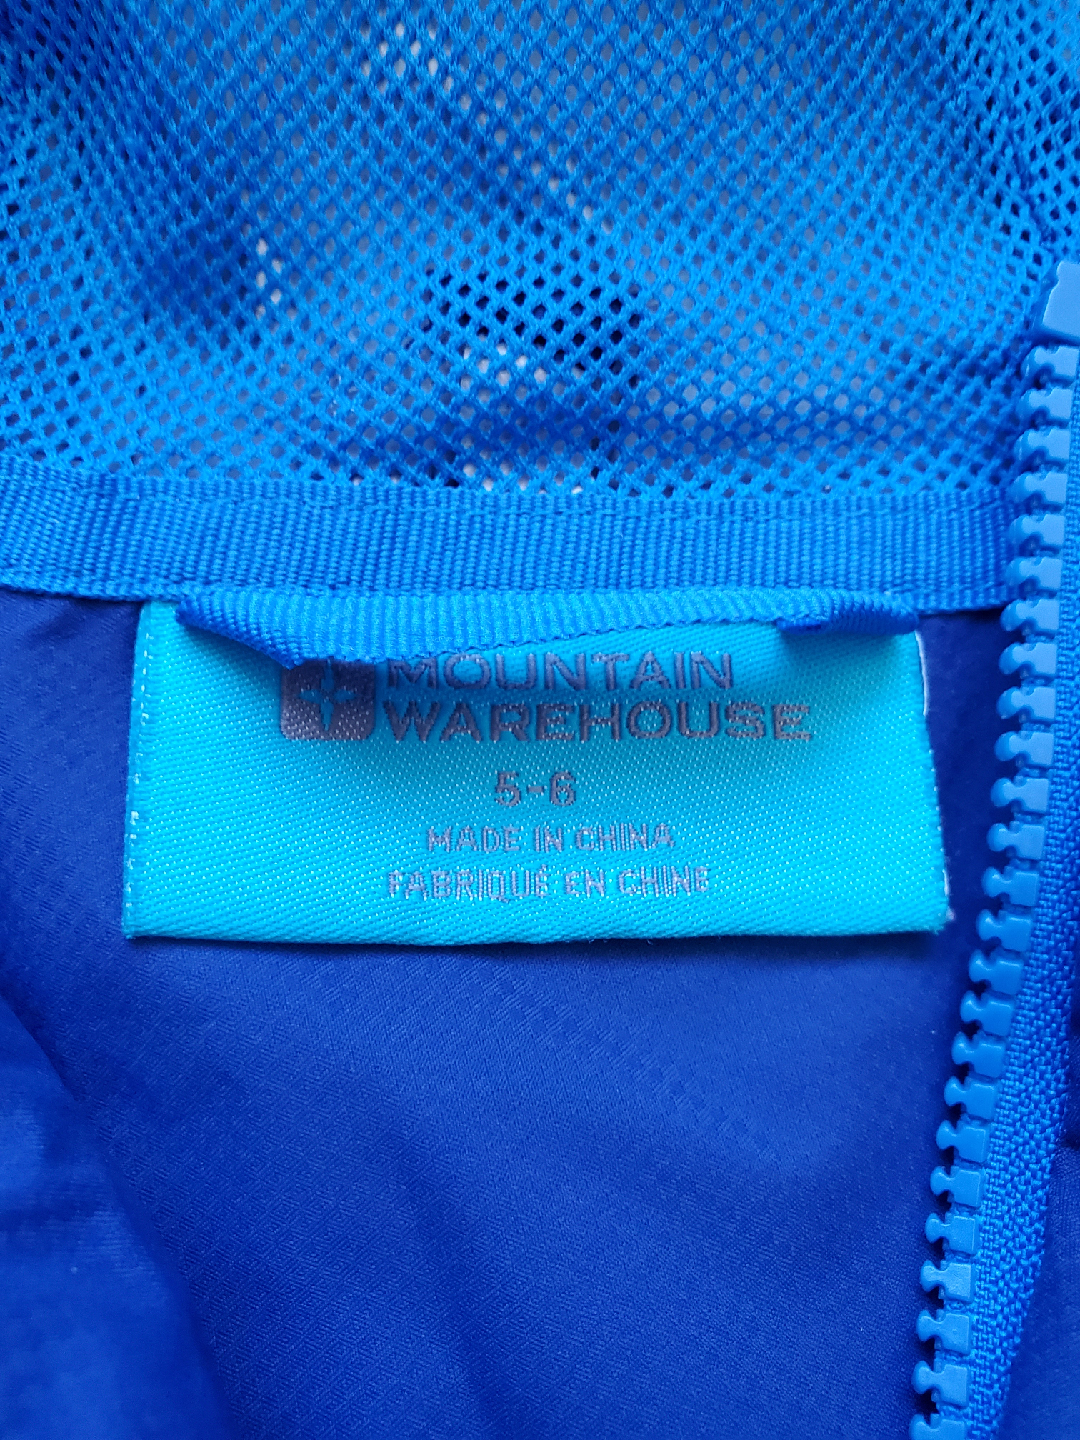 MOUNTAIN
WAREHOUSE
5-6
MADE IN CHINA
FABRIQUÉ EN CHINE